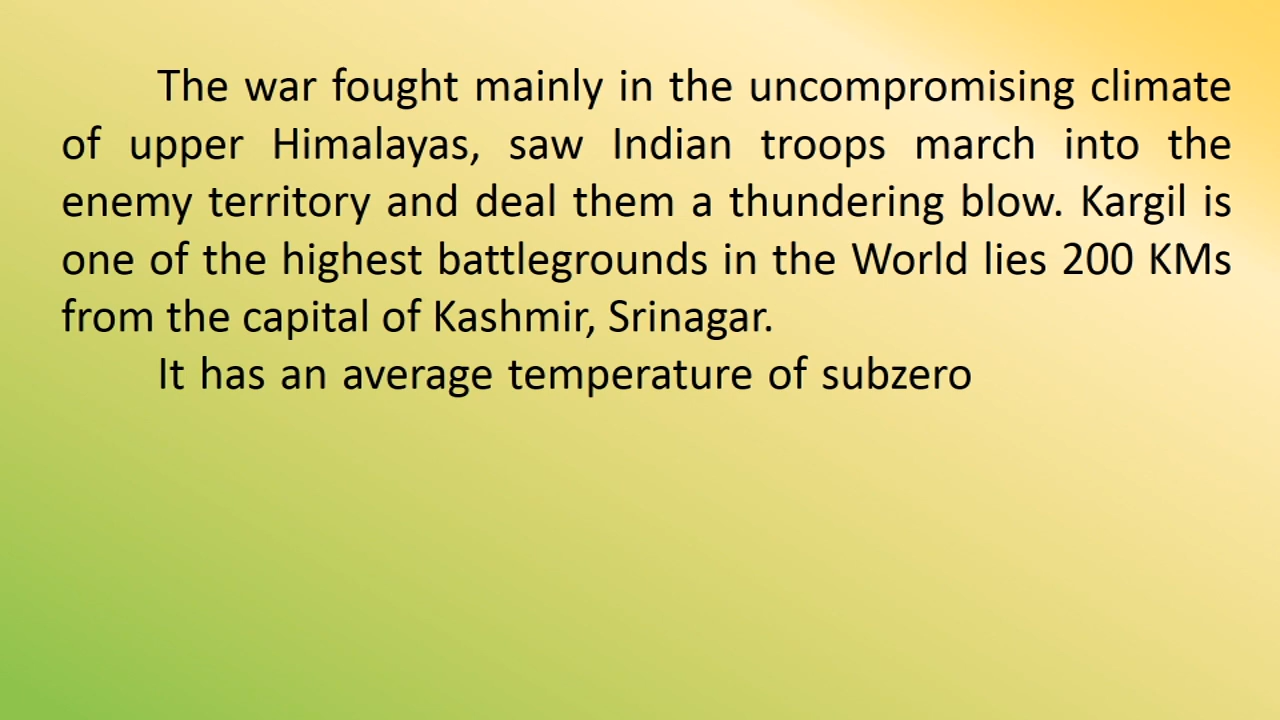 The war fought mainly in the uncompromising climate
of upper Himalayas, saw Indian troops march into the
enemy territory and deal them a thundering blow. Kargil is
one of the highest battlegrounds in the World lies 200 KMs
from the capital of Kashmir, Srinagar.
It has an average temperature of subzero